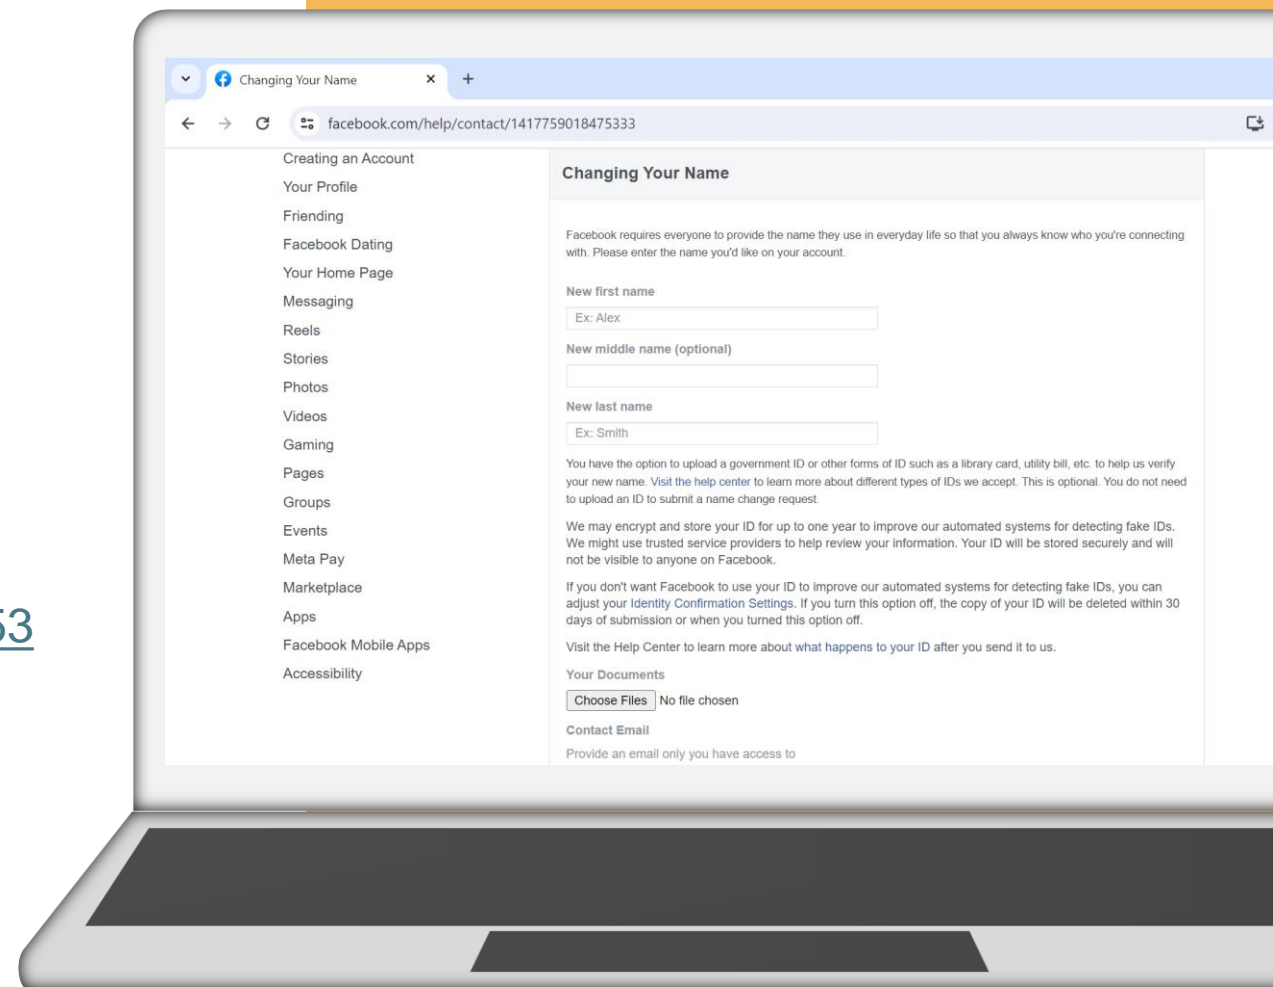 Changing Your Name
facebook.com/help/contact/1417759018475333
Creating an Account
Your Profile
Friending
Facebook Dating
Your Home Page
Messaging
Reels
Stories
Photos
Videos
Gaming
Pages
Groups
Events
Meta Pay
Marketplace
Apps
Facebook Mobile Apps
Accessibility
Changing Your Name
Facebook requires everyone to provide the name they use in everyday life so that you always know who you're connecting
with. Please enter the name you'd like on your account.
New first name
Ex: Alex
New middle name (optional)
New last name
Ex: Smith
You have the option to upload a government ID or other forms of ID such as a library card, utility bill, etc. to help us verify
your new name. Visit the help center to learn more about different types of IDs we accept. This is optional. You do not need
to upload an ID to submit a name change request.
We may encrypt and store your ID for up to one year to improve our automated systems for detecting fake IDs.
We might use trusted service providers to help review your information. Your ID will be stored securely and will
not be visible to anyone on Facebook.
If you don't want Facebook to use your ID to improve our automated systems for detecting fake IDs, you can
adjust your Identity Confirmation Settings. If you turn this option off, the copy of your ID will be deleted within 30
days of submission or when you turned this option off.
Visit the Help Center to learn more about what happens to your ID after you send it to us.
Your Documents
Choose Files No file chosen
Contact Email
Provide an email only you have access to
53